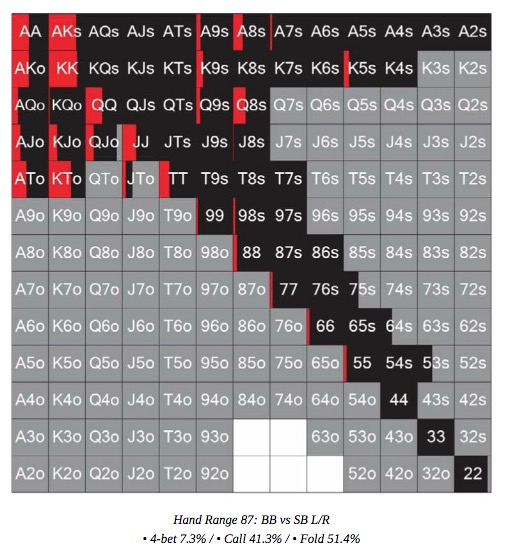 AA AKs AQs AJs ATs A9s A8s A7s A6s A5s A4s A3s A2s
AKo KK KQs KJs KTs K9s K8s K7s K6s K5s K4s K3s K2s
AQo KQo QQ QJs QTs Q9s Q8s Q7s Q6s Q5s Q4s Q3s Q2s
AJo KJo QJo JJ JTs J9s J8s J7s J6s J5s J4s J3s J2s
ATo KTo QTo JTo TT T9s T8s T7s T6s T5s T4s T3s T2s
A9o K9o Q9o J9o T9o 99 98s 97s 96s 95s 94s 93s 92s
A8o K8o Q8o J8o T8o 98o 88 87s 86s 85s 84s 83s 82s
A7o K7o Q7o J7o T7o 97o 87o 77 76s 75s 74s 73s 72s
A6o K6o Q6o J6o T6o 96o 86o 76o 66 65s 64s 63s 62s
A5o K5o Q5o J5o T5o 95o 85o 75o 65o 55 54s 53s 52s
A4o K4o Q4o J4o T4o 94o 84o 74o 64o 54o 44 43s 42s
A3o K3o Q3o J3o T3o 93o 63o 53o 43o 33 32s
A2o K2o Q2o J2o T2o 92o 52o 42o 32o 22
Hand Range 87: BB vs SB L/R
• 4-bet 7.3% / • Call 41.3% / • Fold 51.4%